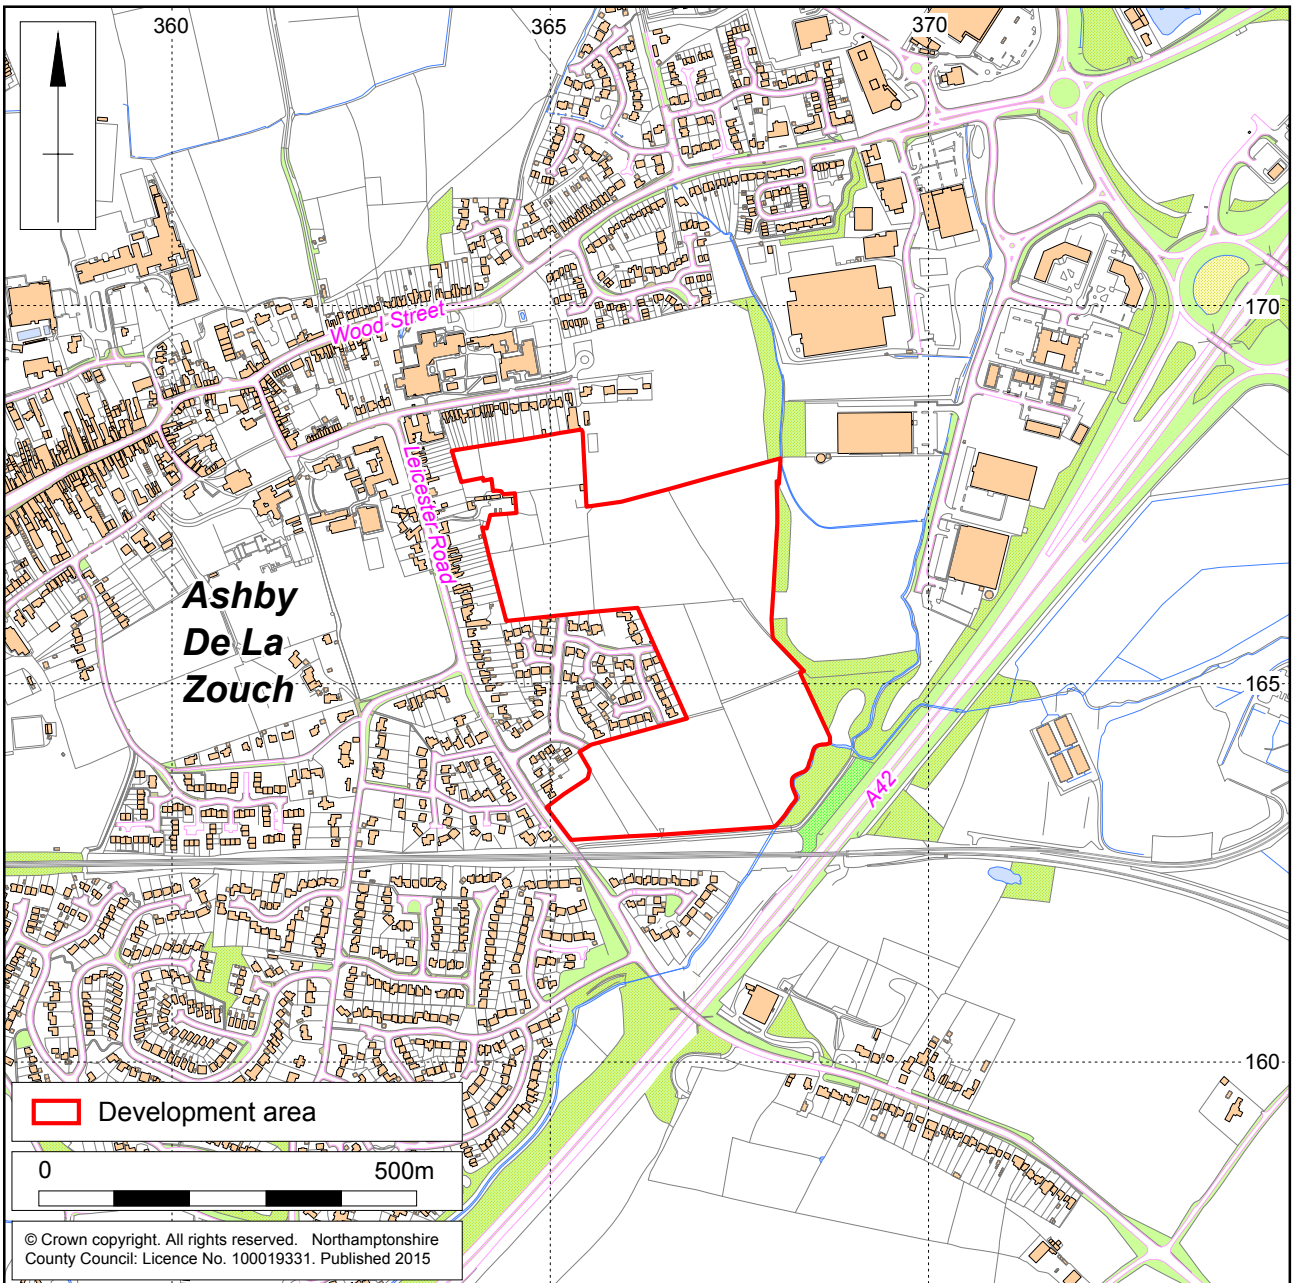 360
365
370
170
Wood Street
Leicester Road
Ashby
De La
Zouch
165
A42
160
Development area
0
500m
© Crown copyright. All rights reserved. Northamptonshire
County Council: Licence No. 100019331. Published 2015